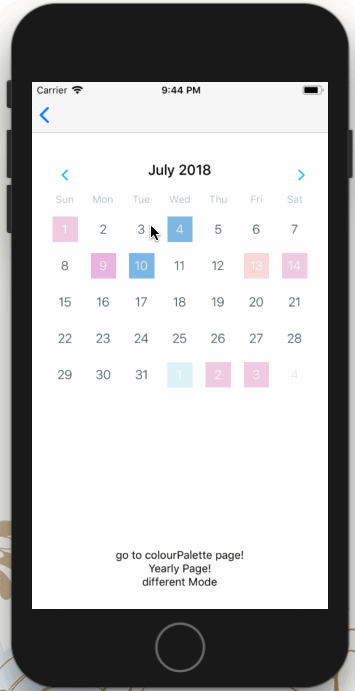 Carrier 9:44 PM
July 2018
Sun Mon Tue Wed Thu Fri Sat
1 2 3 4 5 6 7
8 9 10 11 12 13 14
15 16 17 18 19 20 21
22 23 24 25 26 27 28
29 30 31 1 2 3 4
go to colourPalette page!
Yearly Page!
different Mode